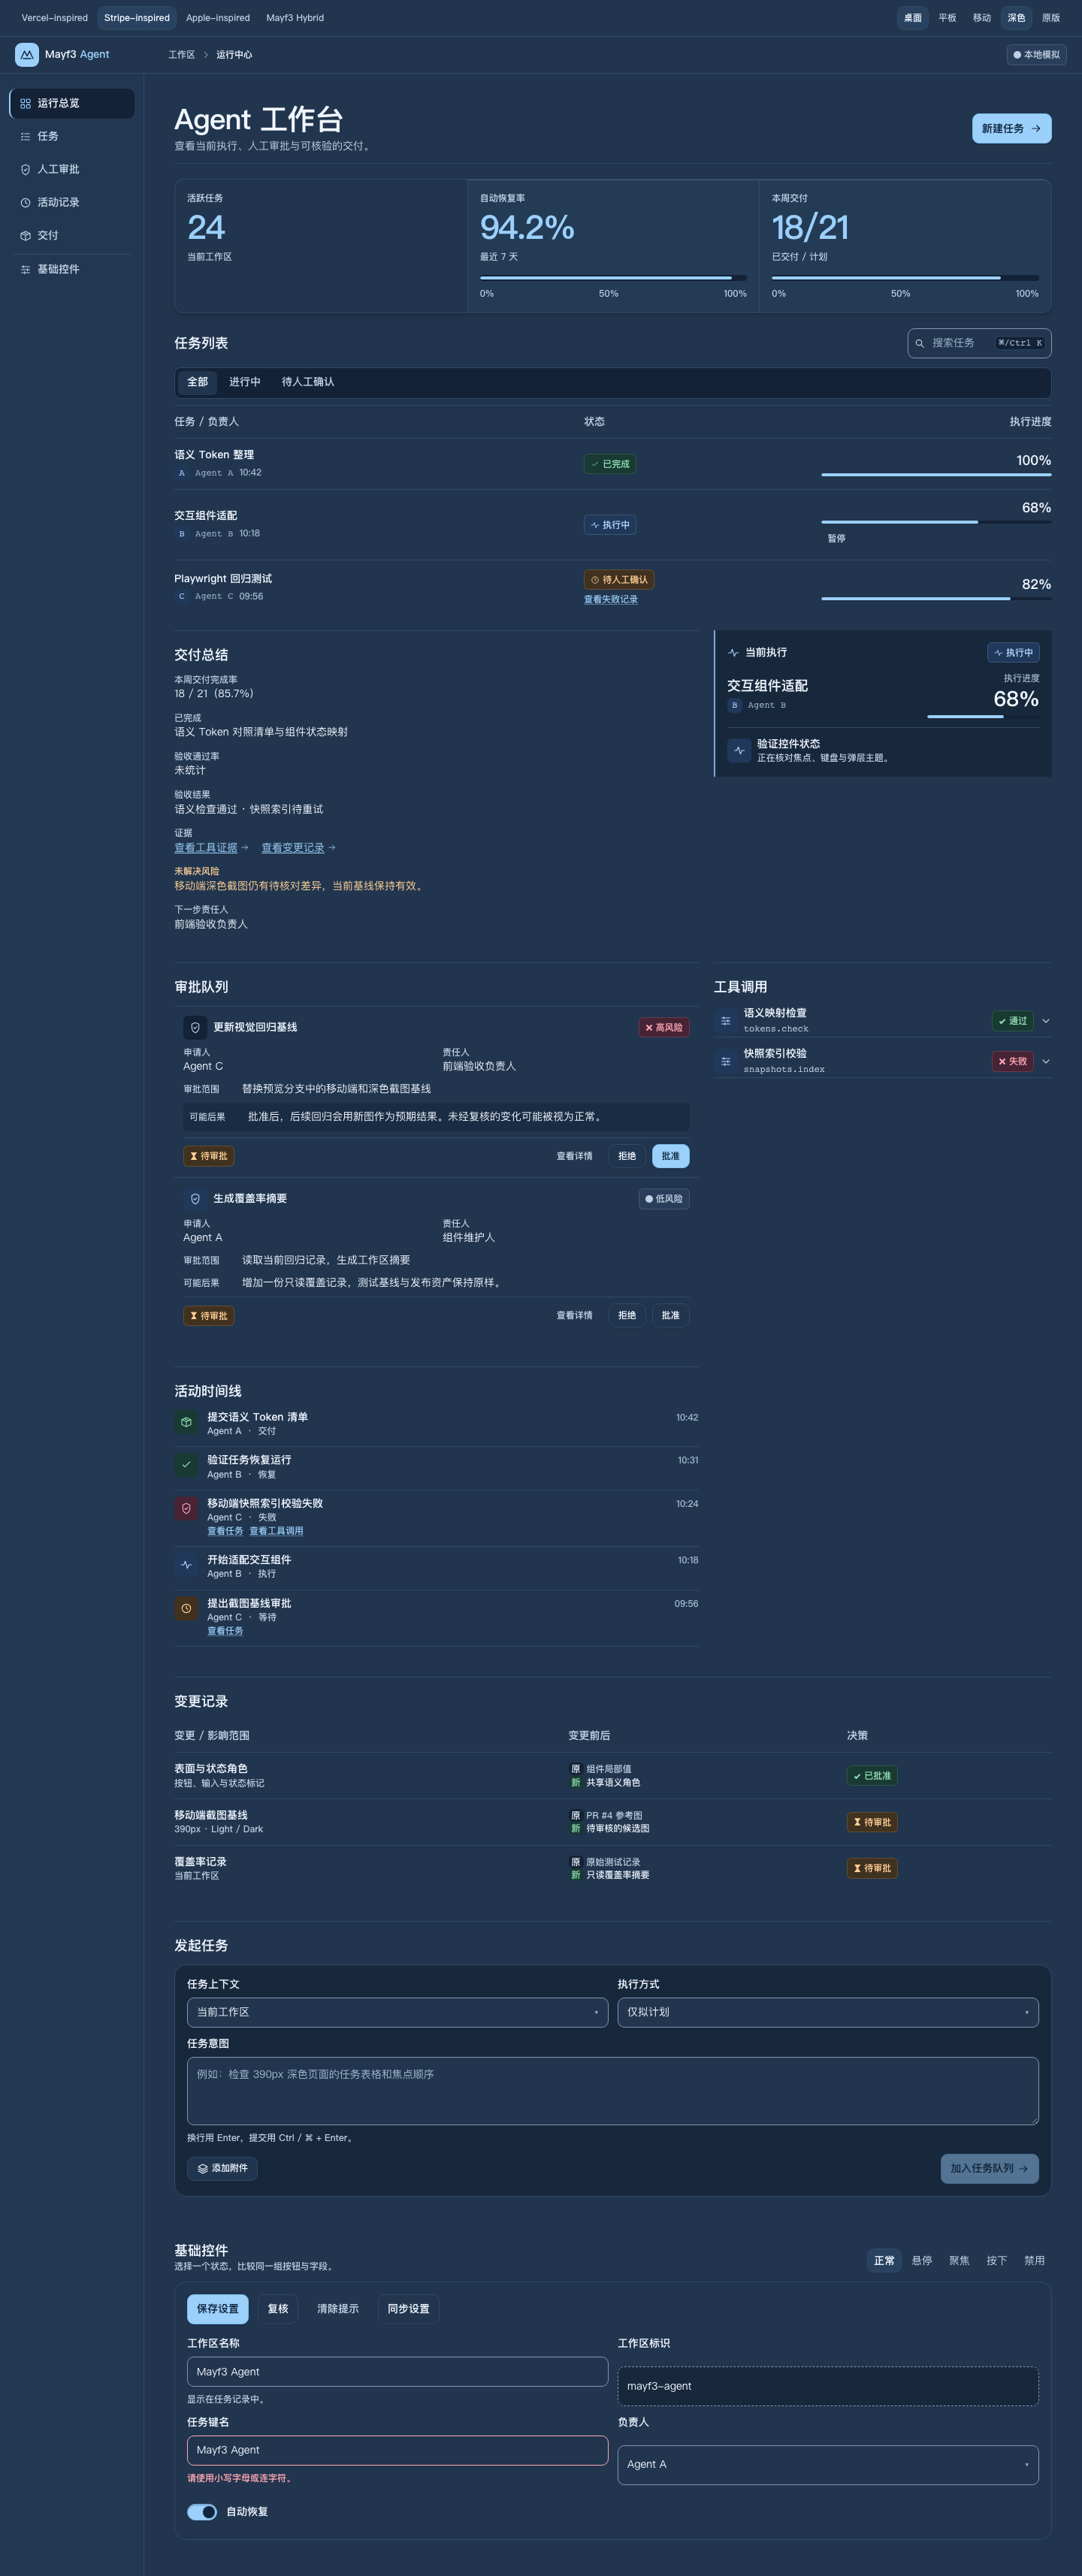 Vercel-inspired Stripe-inspired Apple-inspired Mayf3 Hybrid 桌面 平板 移动 深色 原版
Mayf3 Agent 工作区 > 运行中心 本地模拟
运行总览
任务
人工审批
活动记录
交付
基础控件
Agent 工作台
查看当前执行、人工审批与可核验的交付。
新建任务 →
活跃任务
24
当前工作区
自动恢复率
94.2%
最近 7 天
0% 50% 100%
本周交付
18/21
已交付 / 计划
0% 50% 100%
任务列表
搜索任务 ⌘/Ctrl K
全部 进行中 待人工确认
任务 / 负责人 状态 执行进度
语义 Token 整理
A Agent A 10:42
已完成
100%
交互组件适配
B Agent B 10:18
执行中
68%
暂停
Playwright 回归测试
C Agent C 09:56
待人工确认
查看失败记录
82%
交付总结
本周交付完成率
18 / 21（85.7%）
已完成
语义 Token 对照清单与组件状态映射
验收通过率
未统计
验收结果
语义检查通过 · 快照索引待重试
证据
查看工具证据 → 查看变更记录 →
未解决风险
移动端深色截图仍有待核对差异，当前基线保持有效。
下一步责任人
前端验收负责人
当前执行 执行中
交互组件适配
B Agent B
执行进度
68%
验证控件状态
正在核对焦点、键盘与弹层主题。
审批队列
更新视觉回归基线 高风险
申请人
Agent C
责任人
前端验收负责人
审批范围 替换预览分支中的移动端和深色截图基线
可能后果 批准后，后续回归会用新图作为预期结果。未经复核的变化可能被视为正常。
待审批 查看详情 拒绝 批准
生成覆盖率摘要 低风险
申请人
Agent A
责任人
组件维护人
审批范围 读取当前回归记录，生成工作区摘要
可能后果 增加一份只读覆盖记录，测试基线与发布资产保持原样。
待审批 查看详情 拒绝 批准
工具调用
语义映射检查
tokens.check
通过
快照索引校验
snapshots.index
失败
活动时间线
提交语义 Token 清单 10:42
Agent A · 交付
验证任务恢复运行 10:31
Agent B · 恢复
移动端快照索引校验失败 10:24
Agent C · 失败
查看任务 查看工具调用
开始适配交互组件 10:18
Agent B · 执行
提出截图基线审批 09:56
Agent C · 等待
查看任务
变更记录
变更 / 影响范围 变更前后 决策
表面与状态角色
按钮、输入与状态标记
原 组件局部值
新 共享语义角色
已批准
移动端截图基线
390px · Light / Dark
原 PR #4 参考图
新 待审核的候选图
待审批
覆盖率记录
当前工作区
原 原始测试记录
新 只读覆盖率摘要
待审批
发起任务
任务上下文 执行方式
当前工作区 仅拟计划
任务意图
例如：检查 390px 深色页面的任务表格和焦点顺序
换行用 Enter，提交用 Ctrl / ⌘ + Enter。
添加附件 加入任务队列 →
基础控件
选择一个状态，比较同一组按钮与字段。
正常 悬停 聚焦 按下 禁用
保存设置 复核 清除提示 同步设置
工作区名称 工作区标识
Mayf3 Agent mayf3-agent
显示在任务记录中。
任务键名 负责人
Mayf3 Agent Agent A
请使用小写字母或连字符。
自动恢复